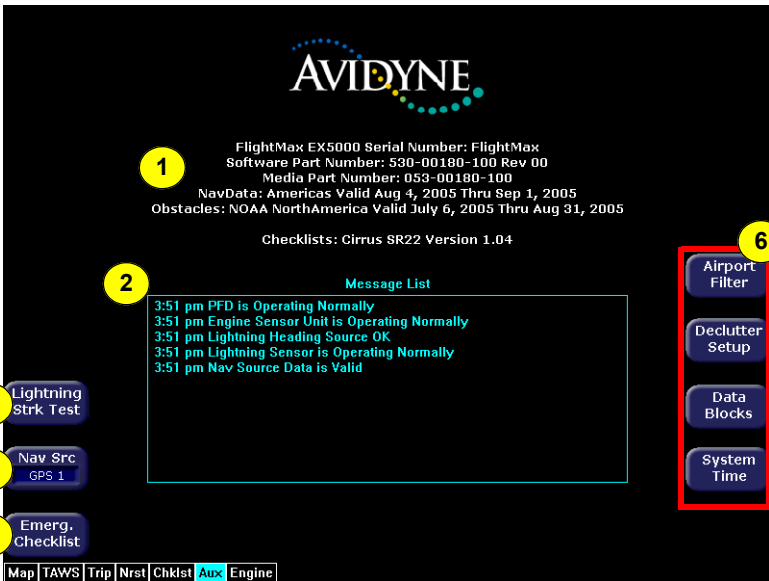 AVIDYNE
FlightMax EX5000 Serial Number: FlightMax
1
Software Part Number: 530-00180-100 Rev 00
Media Part Number: 053-00180-100
NavData: Americas Valid Aug 4, 2005 Thru Sep 1, 2005
Obstacles: NOAA NorthAmerica Valid July 6, 2005 Thru Aug 31, 2005
Checklists: Cirrus SR22 Version 1.04
6
2
Message List
3:51 pm PFD is Operating Normally
3:51 pm Engine Sensor Unit is Operating Normally
3:51 pm Lightning Heading Source OK
3:51 pm Lightning Sensor is Operating Normally
3:51 pm Nav Source Data is Valid
Airport
Filter
Declutter
Setup
Data
Blocks
System
Time
Lightning
Strk Test
Nav Src
GPS 1
Emerg.
Checklist
Map TAWS Trip Nrst Chklst Aux Engine